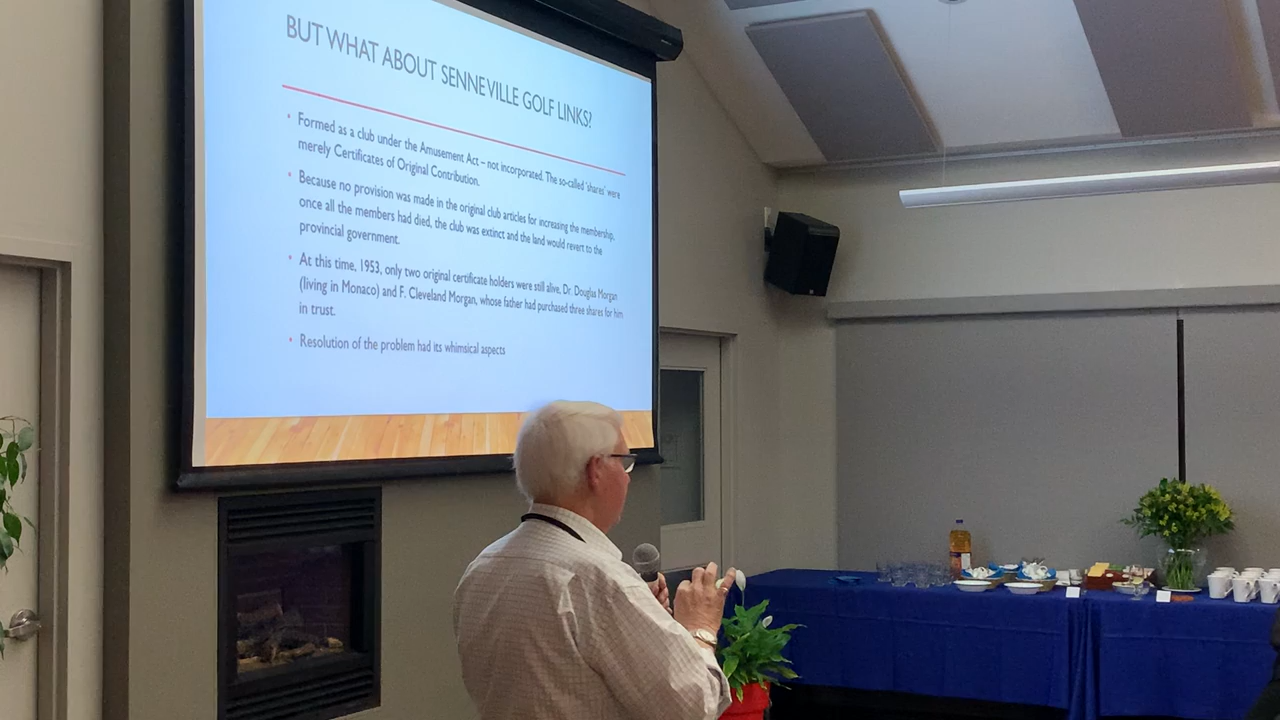 BUT WHAT ABOUT SENNEVILLE GOLF LINKS?
• Formed as a club under the Amusement Act – not incorporated. The so-called 'shares' were
merely Certificates of Original Contribution.
• Because no provision was made in the original club articles for increasing the membership,
once all the members had died, the club was extinct and the land would revert to the
provincial government.
• At this time, 1953, only two original certificate holders were still alive, Dr. Douglas Morgan
(living in Monaco) and F. Cleveland Morgan, whose father had purchased three shares for him
in trust.
• Resolution of the problem had its whimsical aspects